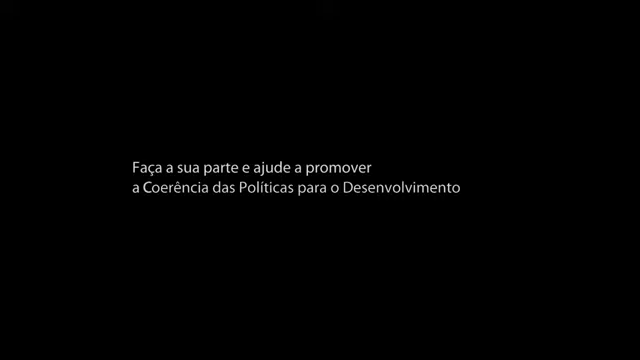 Faça a sua parte e ajude a promover
a Coerência das Políticas para o Desenvolvimento